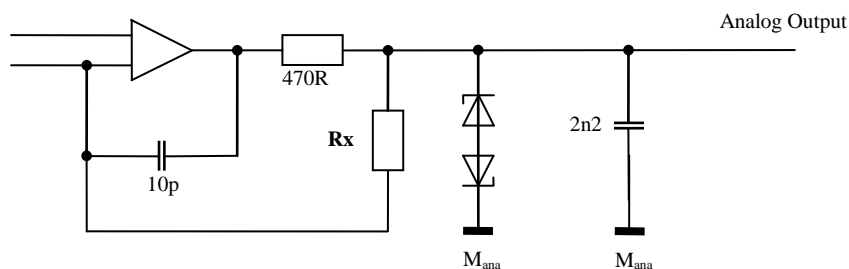 Analog Output
470R
Rx
2n2
10p
Mana
Mana